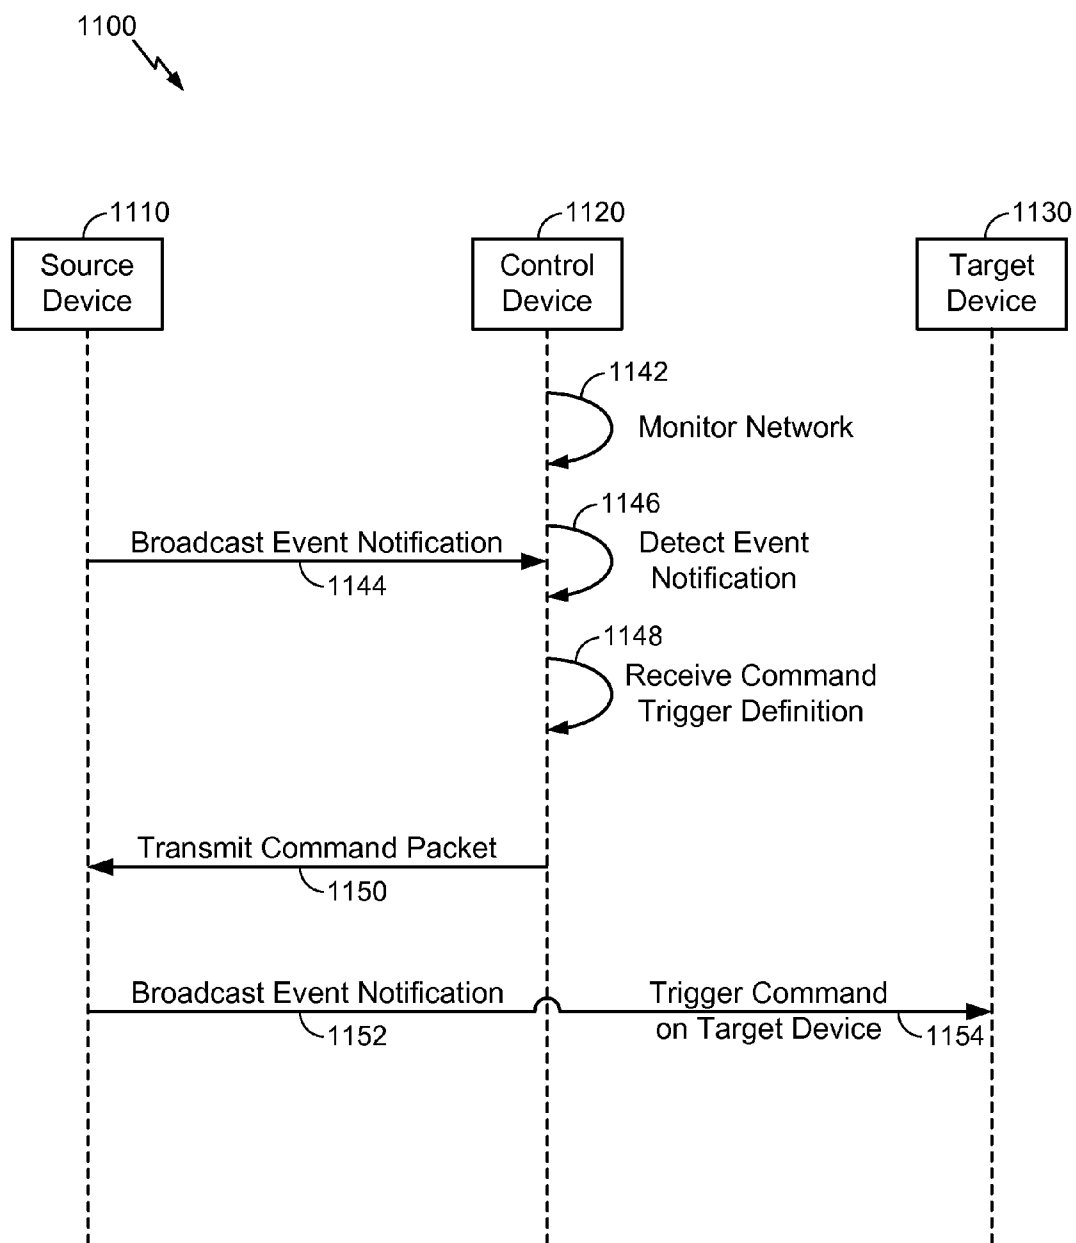 1100
1110
1120
1130
Source
Device
Control
Device
Target
Device
1142
Monitor Network
1146
Broadcast Event Notification
Detect Event
Notification
1144
1148
Receive Command
Trigger Definition
Transmit Command Packet
1150
Broadcast Event Notification
Trigger Command
on Target Device
1152
1154